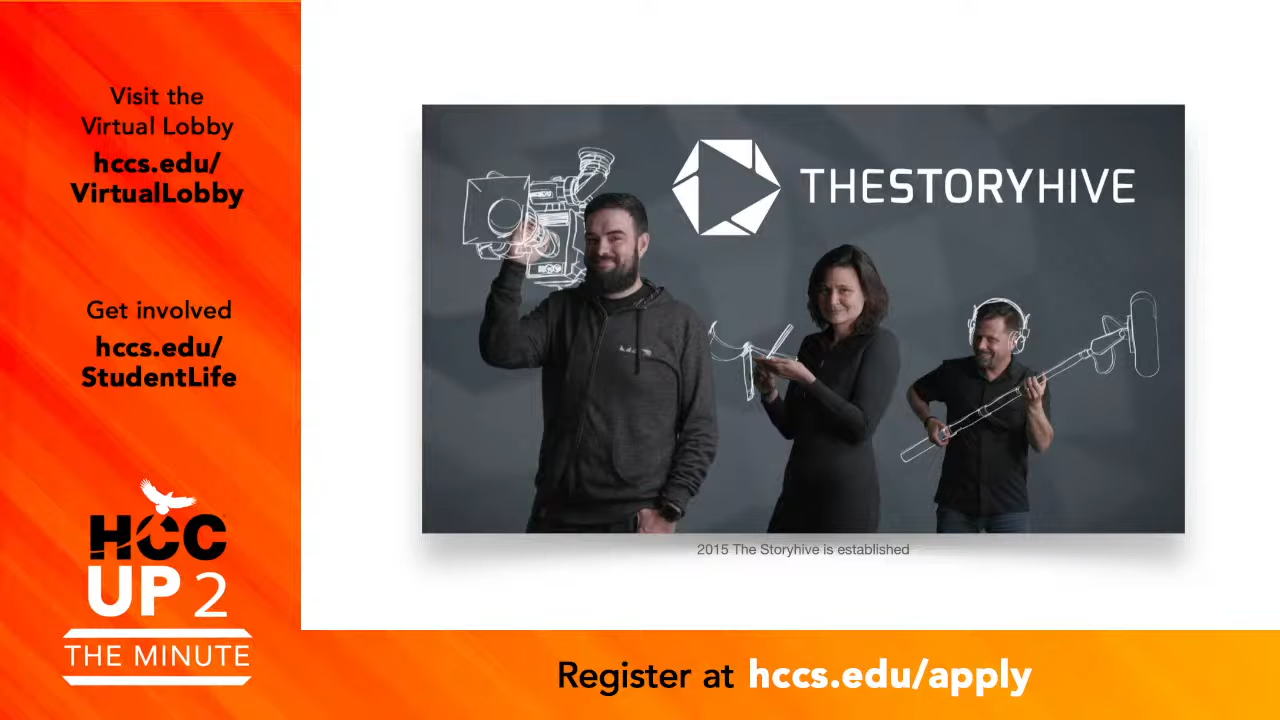 Visit the
Virtual Lobby
hccs.edu/
VirtualLobby
Get involved
hccs.edu/
StudentLife
HCC
UP 2
THE MINUTE
THESTORYHIVE
2015 The Storyhive is established
Register at hccs.edu/apply